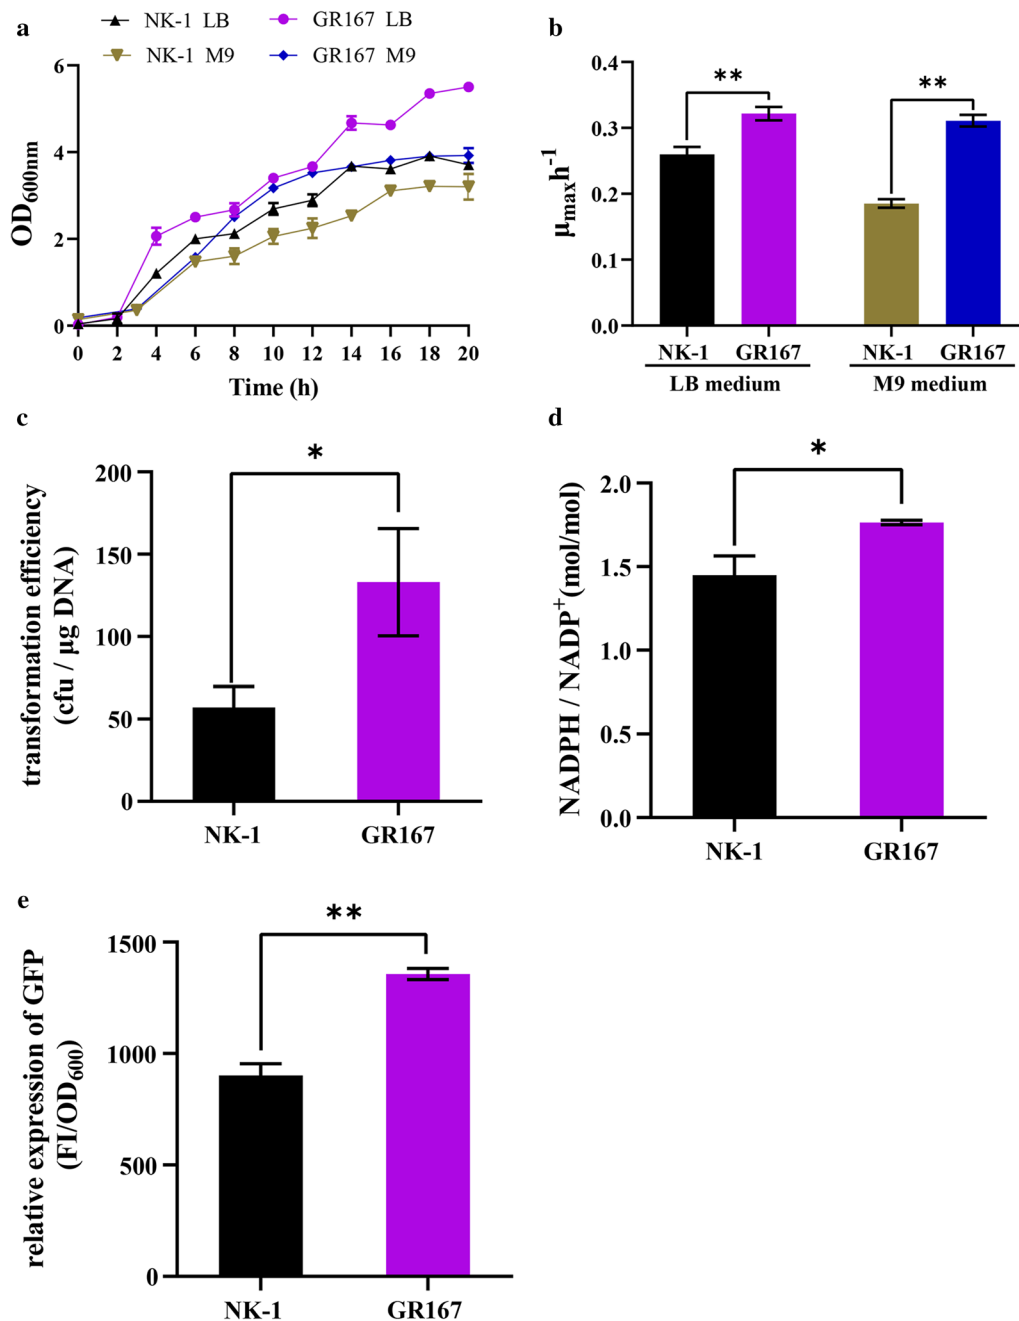 a
NK-1 LB
GR167 LB
NK-1 M9
GR167 M9
OD600nm
6
4
2
0
0 2 4 6 8 10 12 14 16 18 20
Time (h)
b
μmaxh-1
0.4
0.3
0.2
0.1
0.0
** **
NK-1 GR167 NK-1 GR167
LB medium M9 medium
c
transformation efficiency
(cfu / μg DNA)
200
150
100
50
0
*
NK-1 GR167
d
NADPH / NADP+(mol/mol)
2.0
1.5
1.0
0.5
0.0
*
NK-1 GR167
e
relative expression of GFP
(FI/OD600)
1500
1000
500
0
**
NK-1 GR167